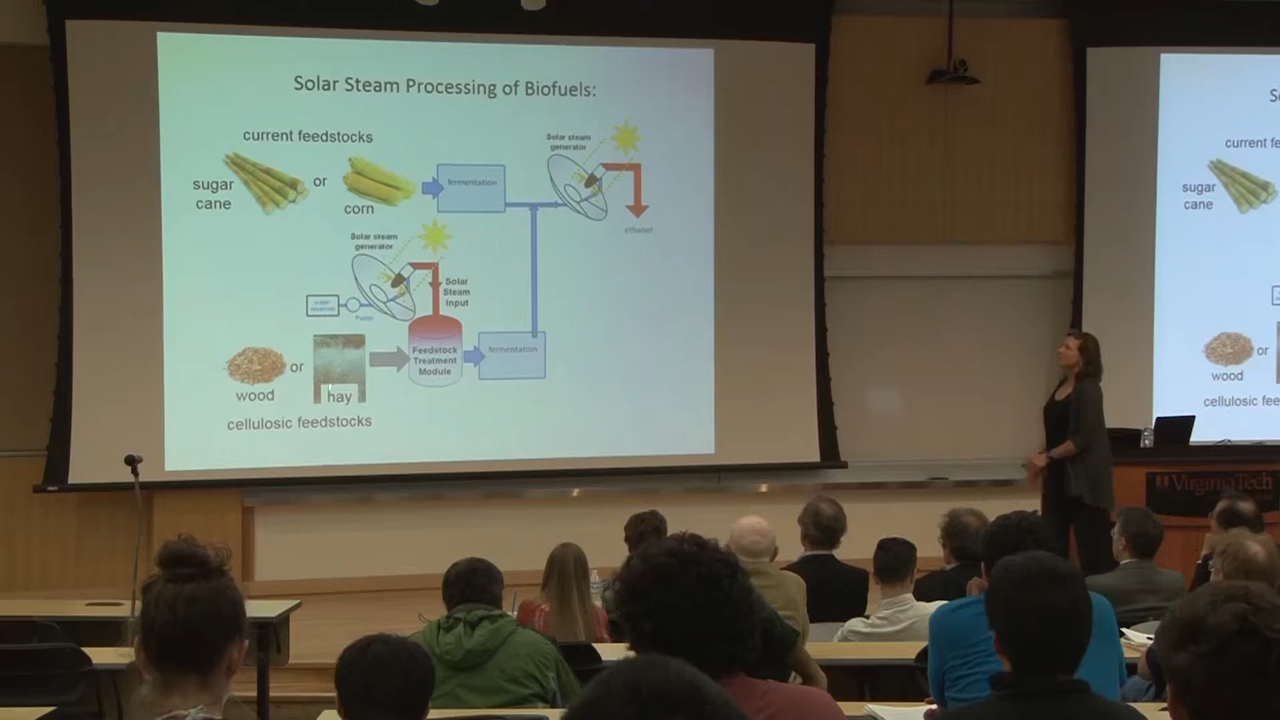 Solar Steam Processing of Biofuels:
current feedstocks
sugar
cane
or
corn
fermentation
Solar steam
generator
ethanol
Solar steam
generator
Solar
Steam
Input
Pump
wood
or
hay
Feedstock
Treatment
Module
fermentation
cellulosic feedstocks
current fe
sugar
cane
wood
or
cellulosic fee
VirginiaTech